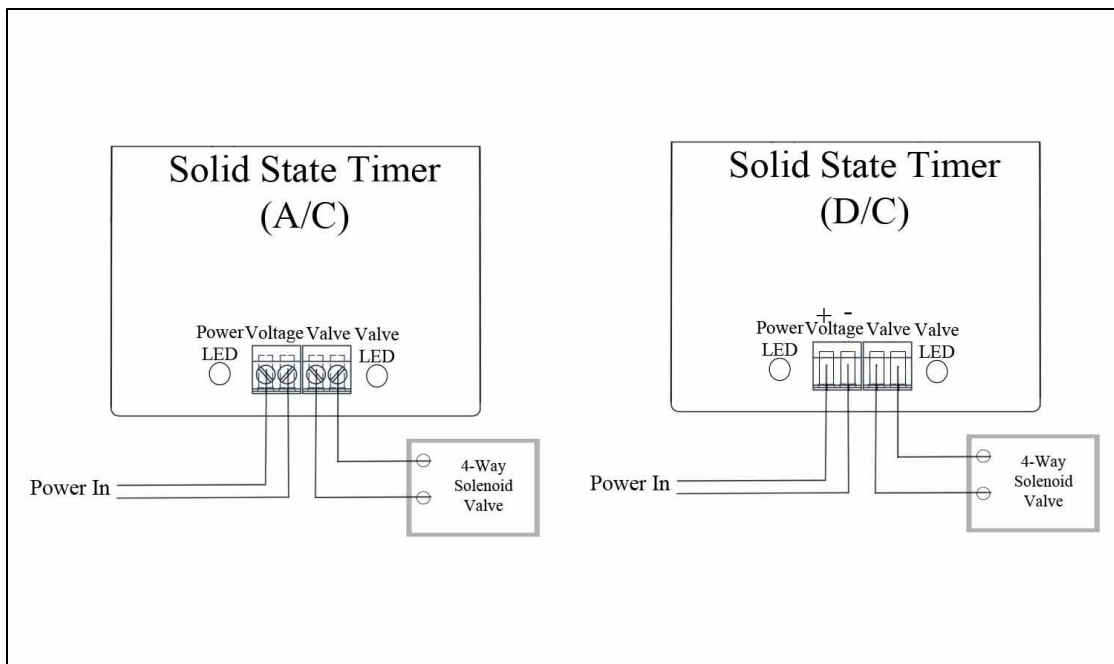 Solid State Timer
(A/C)
Power Voltage Valve Valve
LED LED
Power In
4-Way
Solenoid
Valve
Solid State Timer
(D/C)
+ -
Power Voltage Valve Valve
LED LED
Power In
4-Way
Solenoid
Valve